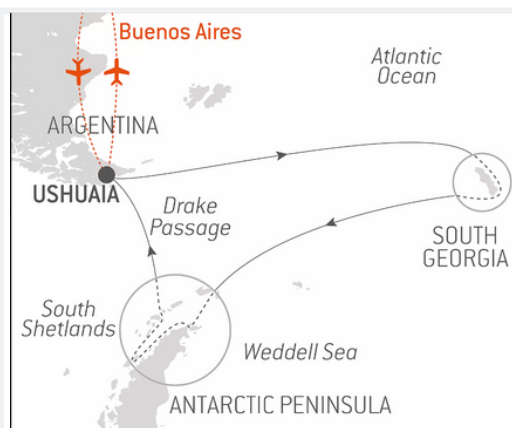 Buenos Aires
Atlantic
Ocean
ARGENTINA
USHUAIA
Drake
Passage
SOUTH
GEORGIA
South
Shetlands
Weddell Sea
ANTARCTIC PENINSULA